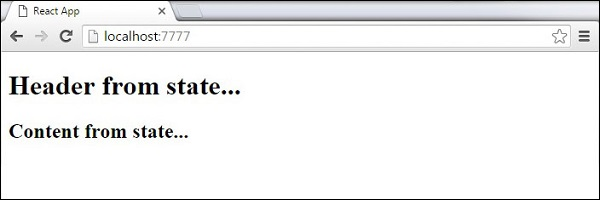 React App
localhost:7777
Header from state...
Content from state...